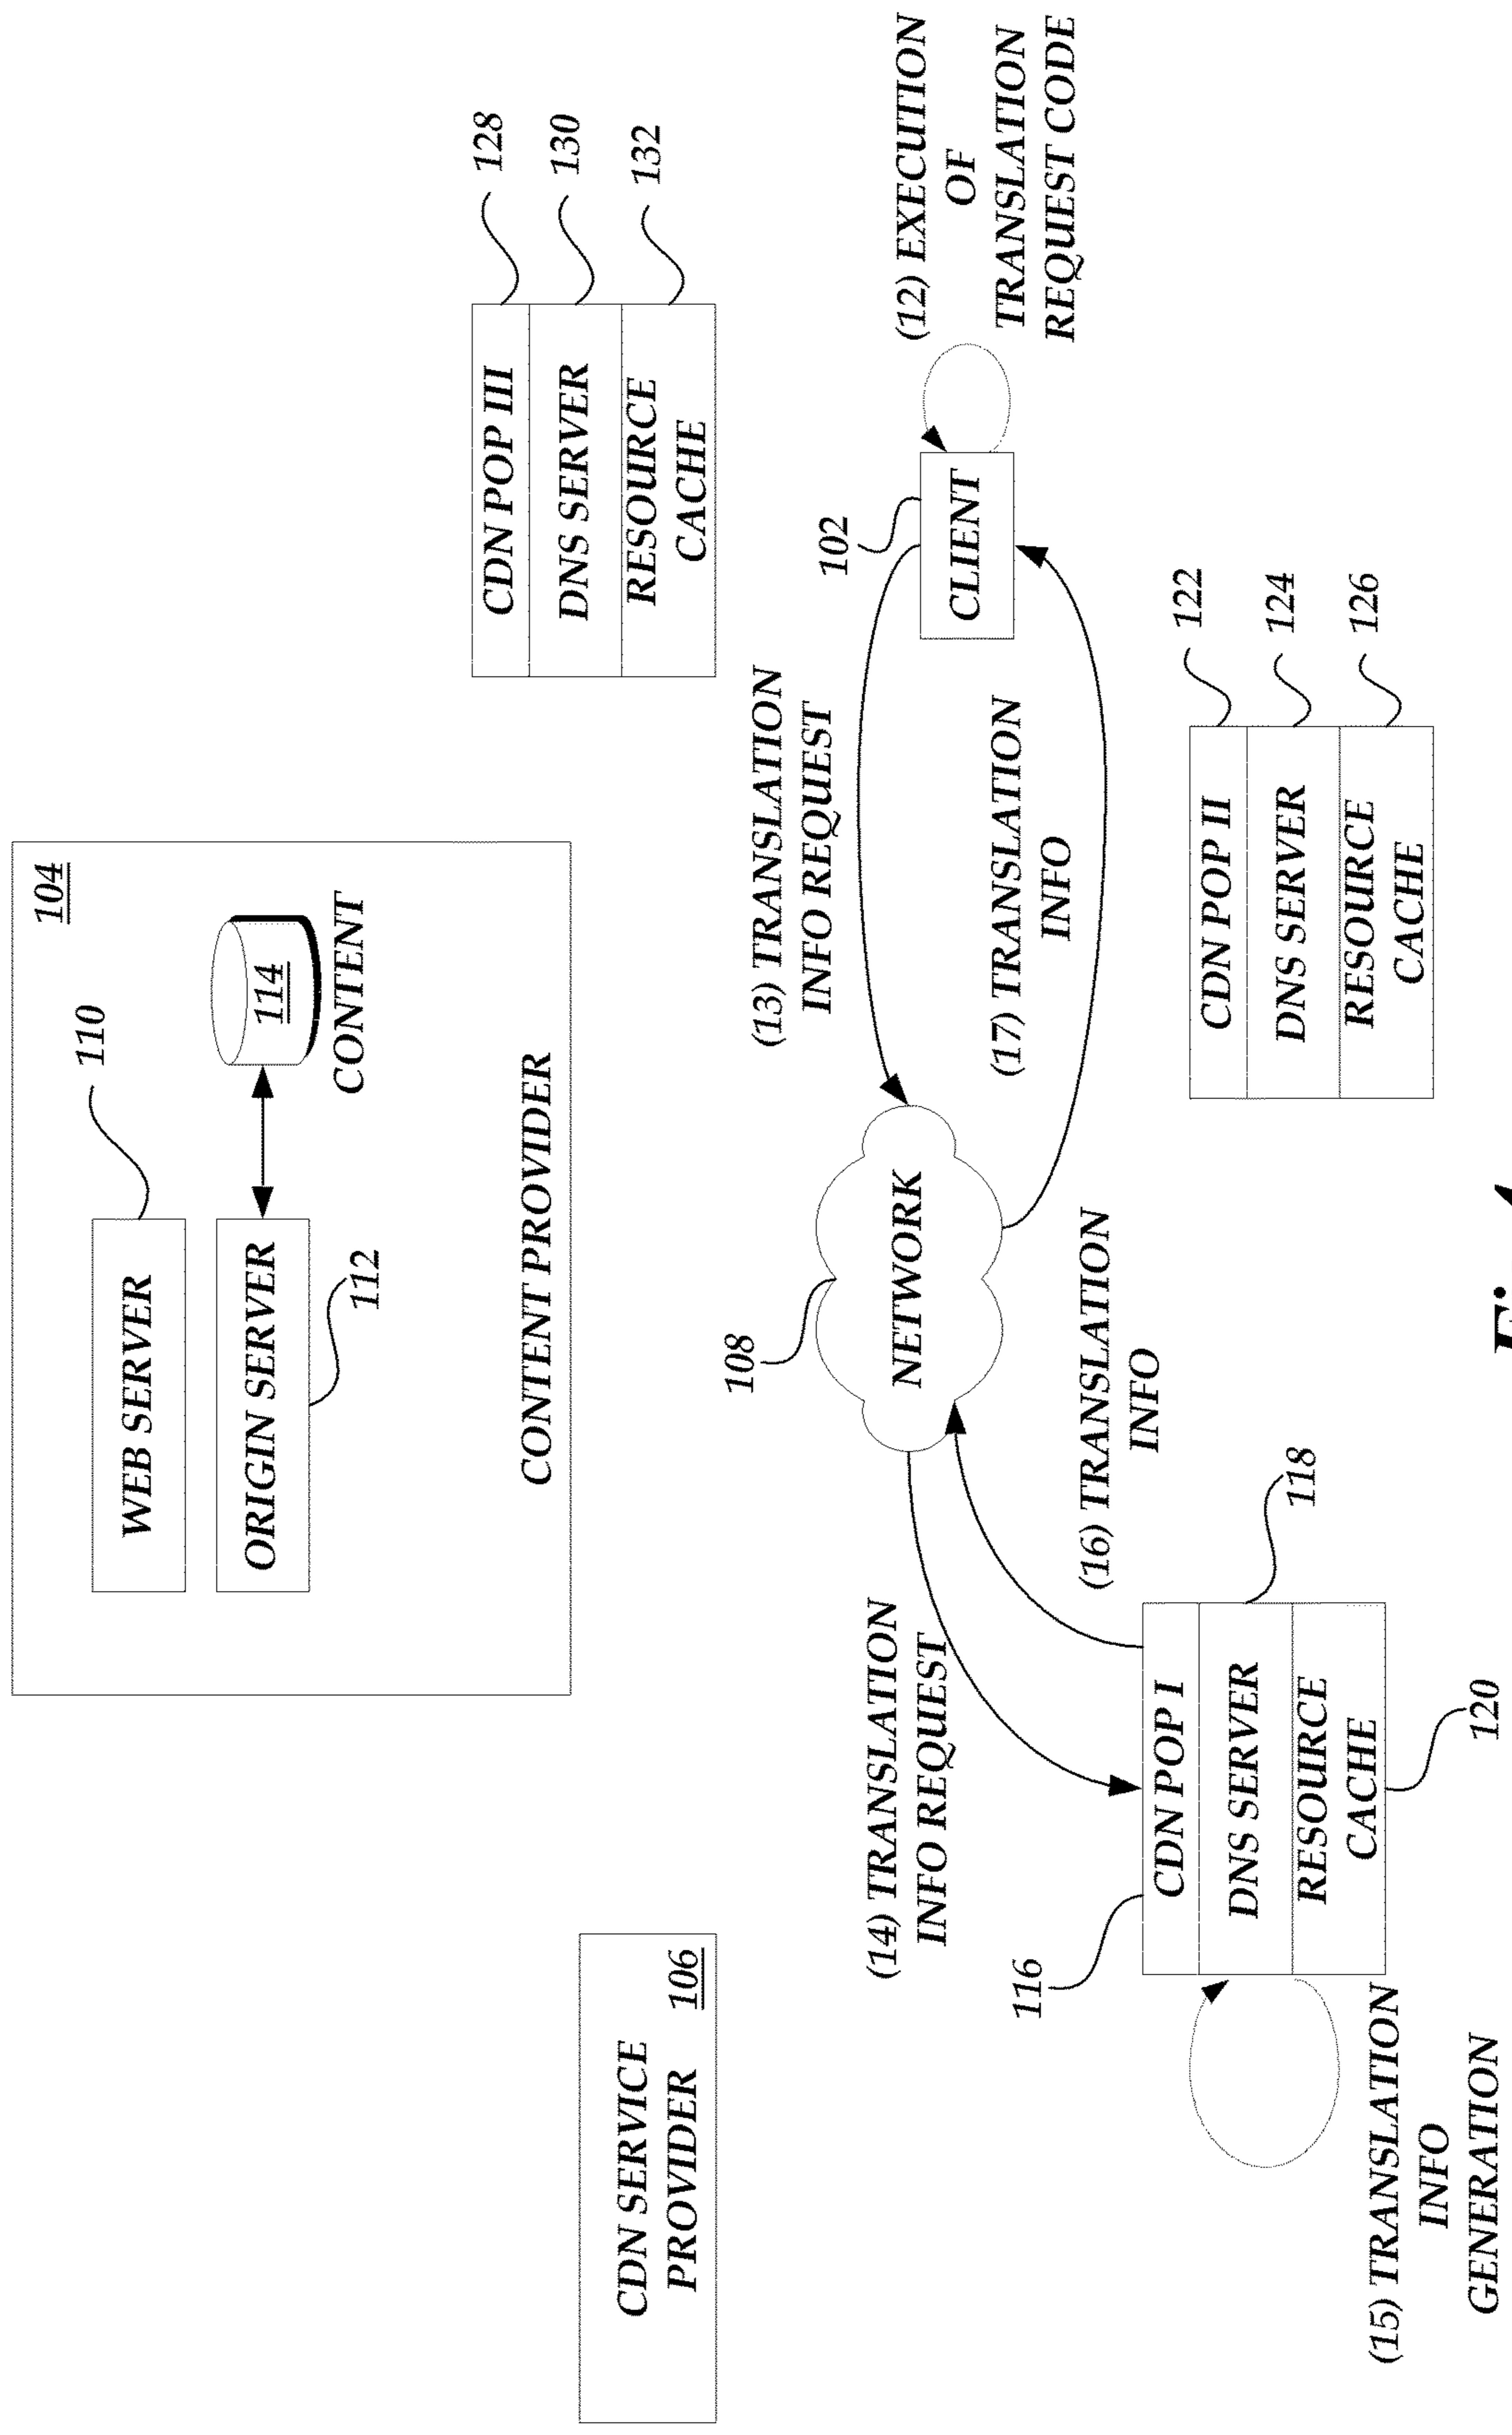 104
WEB SERVER
110
ORIGIN SERVER
112
114
CONTENT
CONTENT PROVIDER
CDN SERVICE
PROVIDER 106
CDN POP III
128
DNS SERVER
130
RESOURCE
CACHE
132
108
NETWORK
(13) TRANSLATION
INFO REQUEST
102
CLIENT
(12) EXECUTION
OF
TRANSLATION
REQUEST CODE
(14) TRANSLATION
INFO REQUEST
(17) TRANSLATION
INFO
(16) TRANSLATION
INFO
116
CDN POP I
DNS SERVER
118
RESOURCE
CACHE
120
(15) TRANSLATION
INFO
GENERATION
CDN POP II
122
DNS SERVER
124
RESOURCE
CACHE
126